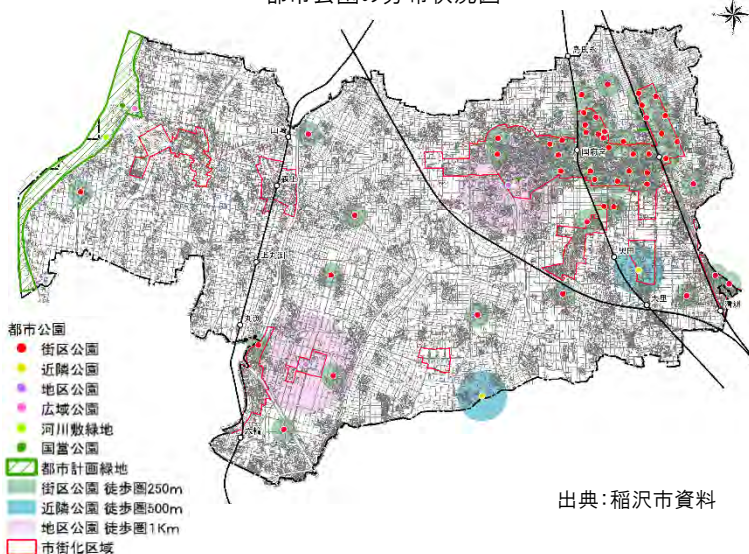 都市公園の分布状況図
都市公園
街区公園
近隣公園
地区公園
広域公園
河川敷緑地
国営公園
都市計画緑地
街区公園 徒歩圏250m
近隣公園 徒歩圏500m
地区公園 徒歩圏1Km
市街化区域
出典:稲沢市資料